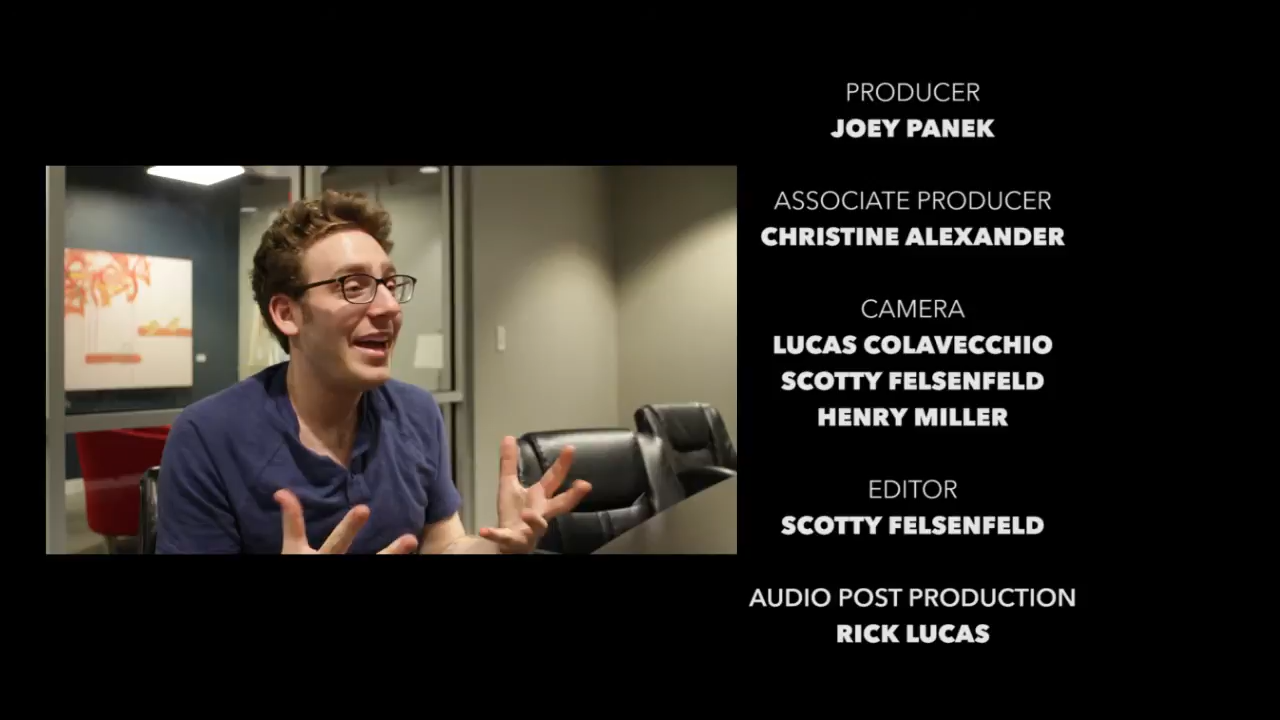 PRODUCER
JOEY PANEK
ASSOCIATE PRODUCER
CHRISTINE ALEXANDER
CAMERA
LUCAS COLAVECCHIO
SCOTTY FELSENFELD
HENRY MILLER
EDITOR
SCOTTY FELSENFELD
AUDIO POST PRODUCTION
RICK LUCAS